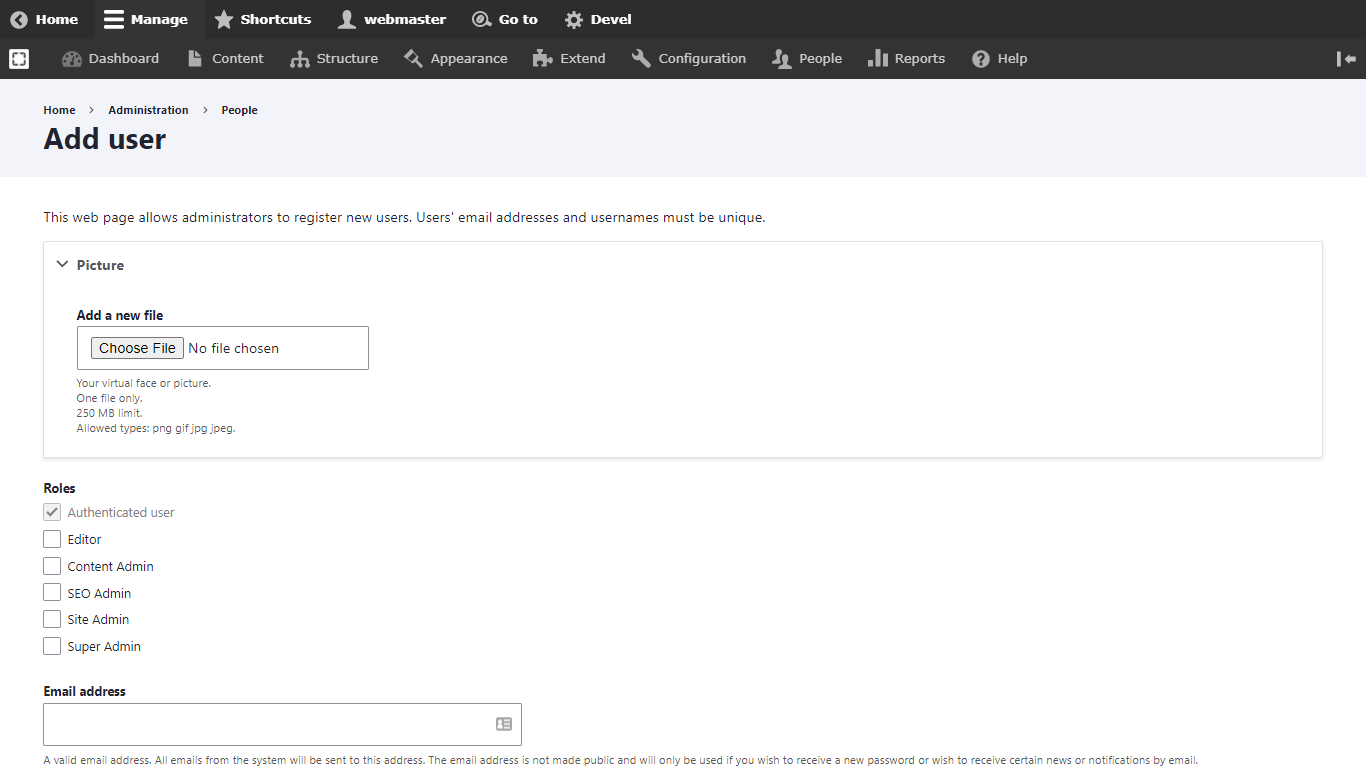 Home Manage Shortcuts webmaster Go to Devel
Dashboard Content Structure Appearance Extend Configuration People Reports Help
Home › Administration › People
Add user
This web page allows administrators to register new users. Users' email addresses and usernames must be unique.
Picture
Add a new file
Choose File No file chosen
Your virtual face or picture.
One file only.
250 MB limit.
Allowed types: png gif jpg jpeg.
Roles
Authenticated user
Editor
Content Admin
SEO Admin
Site Admin
Super Admin
Email address
A valid email address. All emails from the system will be sent to this address. The email address is not made public and will only be used if you wish to receive a new password or wish to receive certain news or notifications by email.